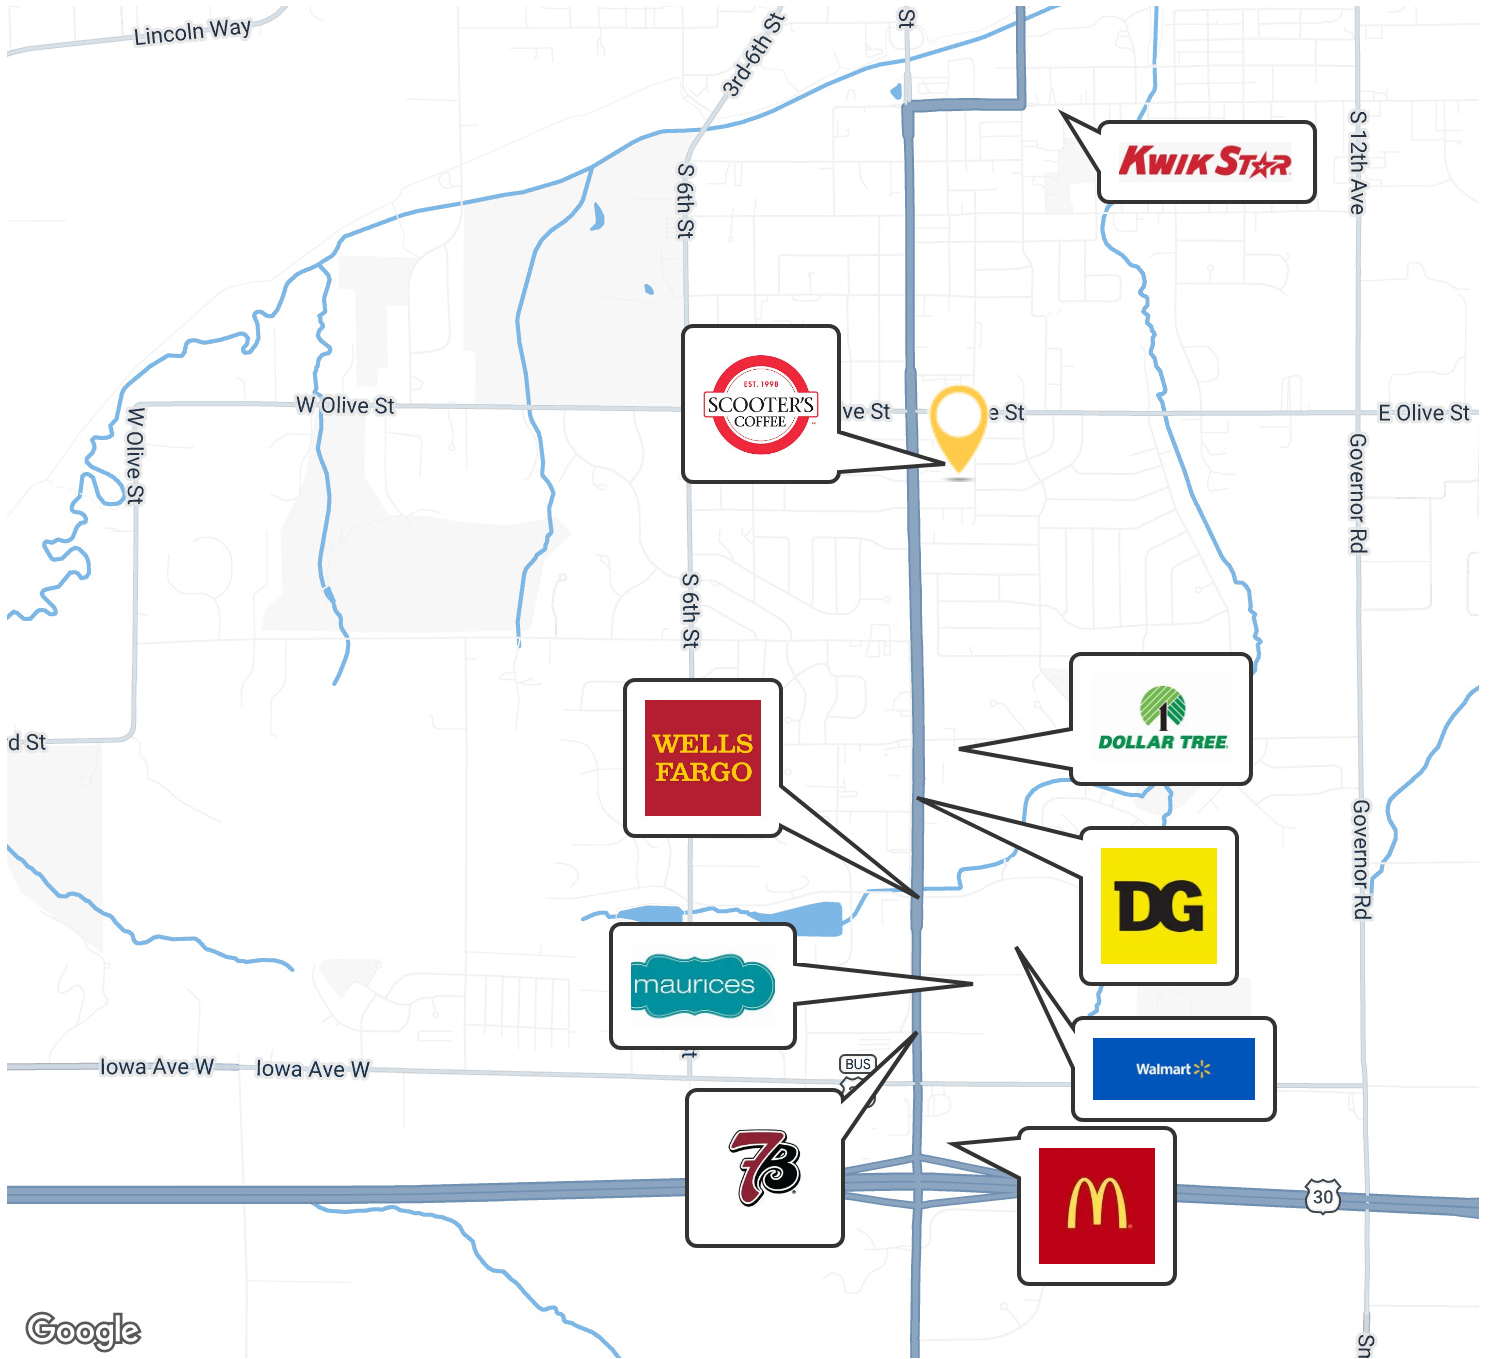 Lincoln Way
3rd-6th St
St
S 12th Ave
KWIK STAR
S 6th St
EST. 1998
SCOOTER'S
COFFEE
W Olive St
ve St
e St
E Olive St
W Olive St
Governor Rd
S 6th St
d St
WELLS
FARGO
DOLLAR TREE
DG
Governor Rd
maurices
t
Iowa Ave W
Iowa Ave W
BUS
Walmart
7B
M
30
Google
Sn